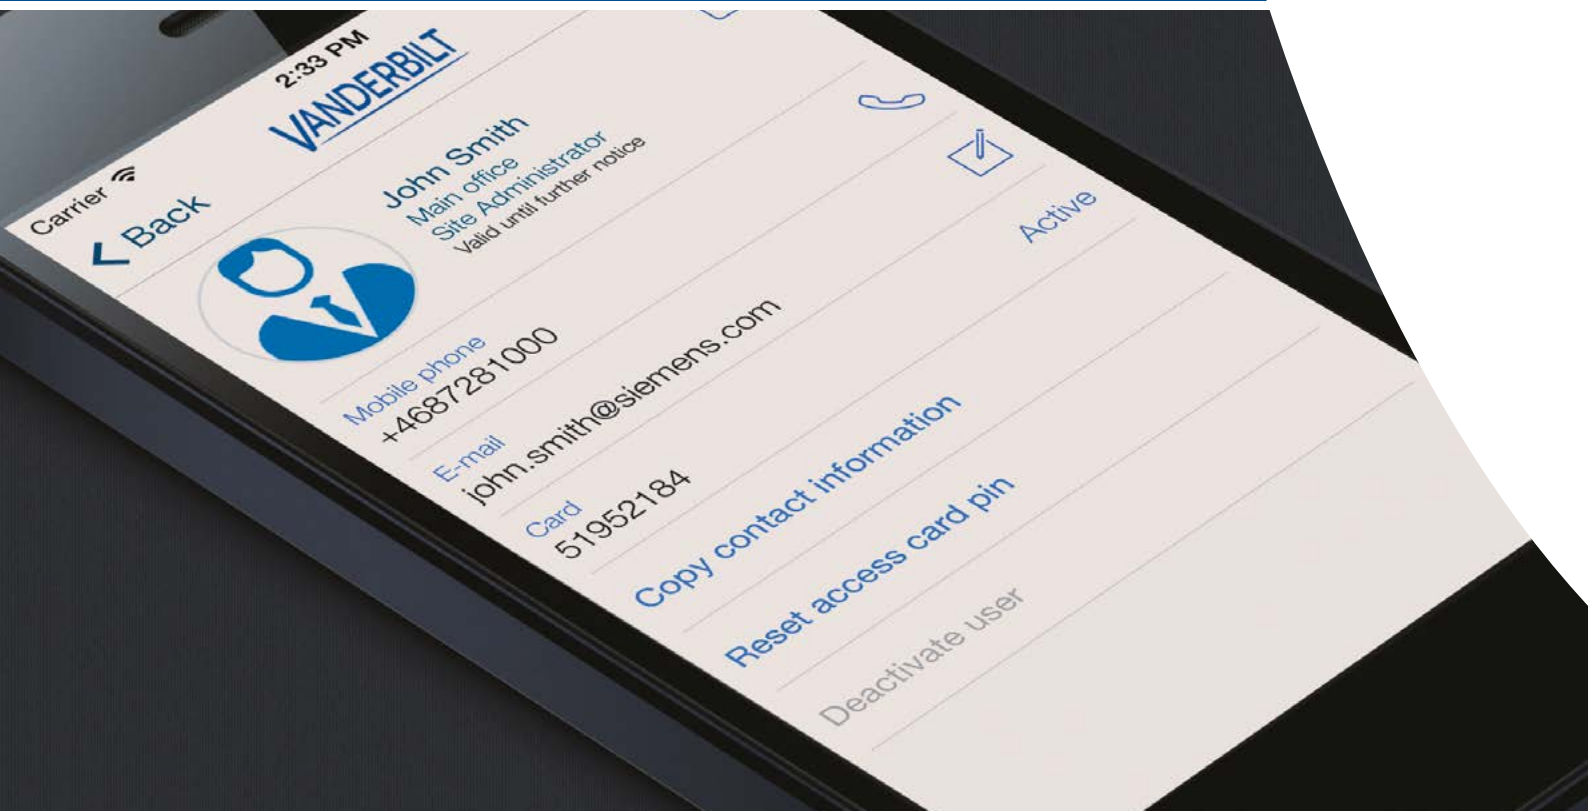 Carrier
2:33 PM
Back
VANDERBILT
John Smith
Main office
Site Administrator
Valid until further notice
Mobile phone
+4687281000
E-mail
john.smith@siemens.com
Card
51952184
Active
Copy contact information
Reset access card pin
Deactivate user